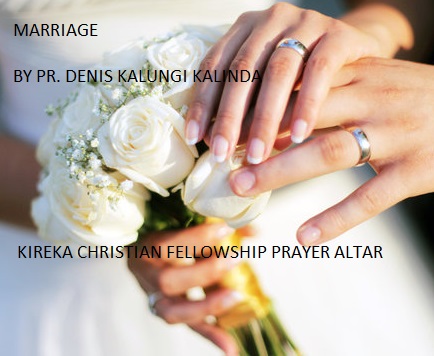 MARRIAGE
BY PR. DENIS KALUNGI KALINDA
KIREKA CHRISTIAN FELLOWSHIP PRAYER ALTAR